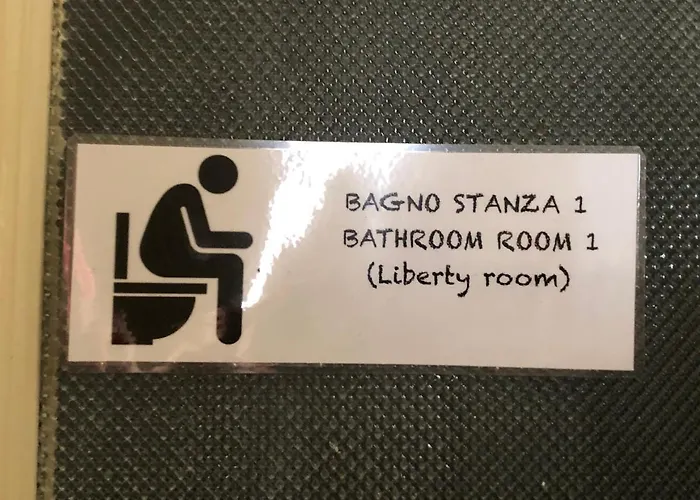 BAGNO STANZA 1
BATHROOM ROOM 1
(Liberty room)